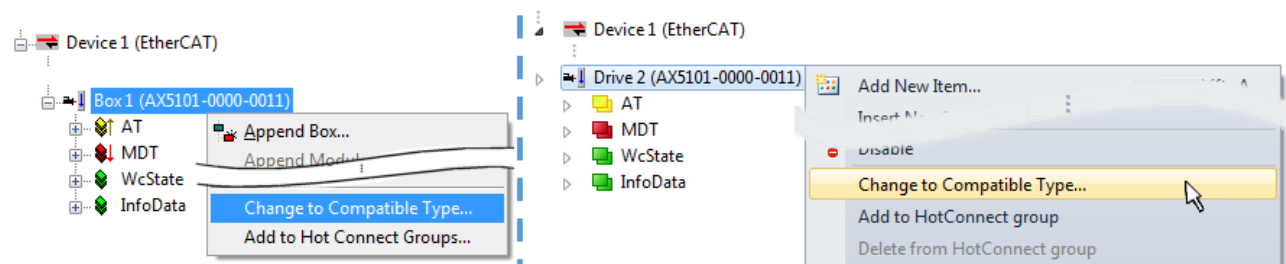 Device 1 (EtherCAT)
Box 1 (AX5101-0000-0011)
AT
MDT
WcState
InfoData
Append Box...
Append Modul
Change to Compatible Type...
Add to Hot Connect Groups...
Device 1 (EtherCAT)
Drive 2 (AX5101-0000-0011)
AT
MDT
WcState
InfoData
Add New Item...
Insert
Disable
Change to Compatible Type...
Add to HotConnect group
Delete from HotConnect group